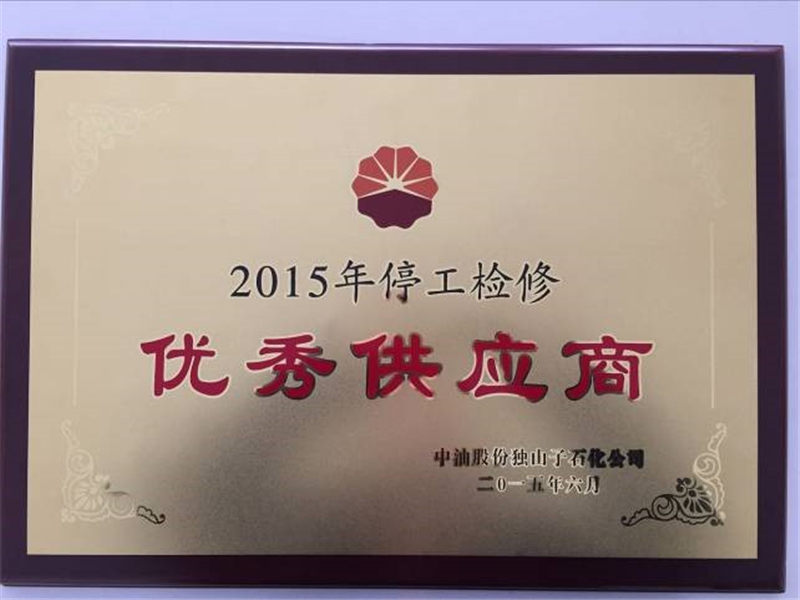 2015年停工检修
优秀供应商
中油股份独山子石化公司
二0一五年六月